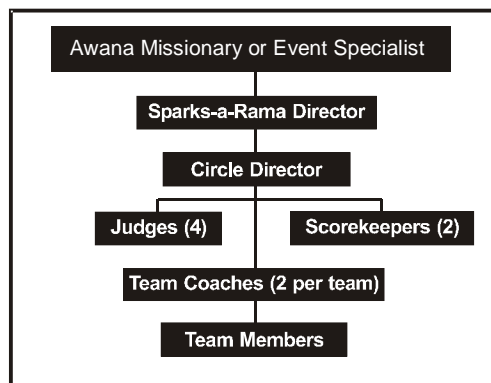 Awana Missionary or Event Specialist
Sparks-a-Rama Director
Circle Director
Judges (4)
Scorekeepers (2)
Team Coaches (2 per team)
Team Members